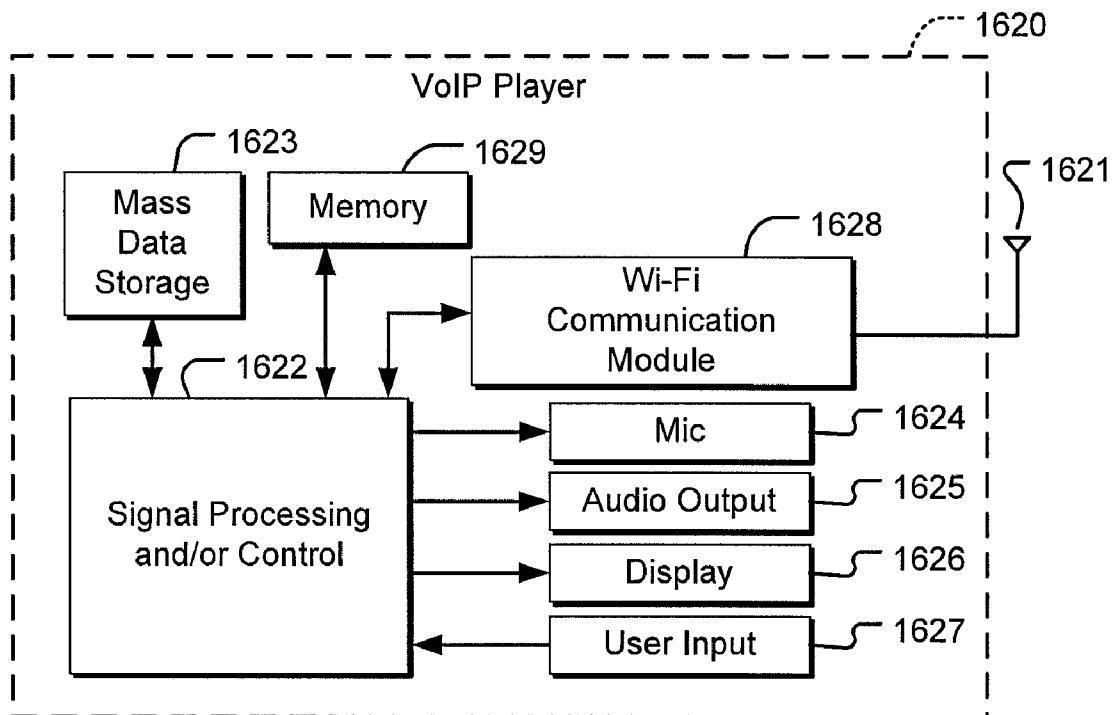 1620
VoIP Player
1623
1629
1621
Mass
Data
Storage
Memory
1628
Wi-Fi
Communication
Module
1622
Signal Processing
and/or Control
Mic
1624
Audio Output
1625
Display
1626
User Input
1627